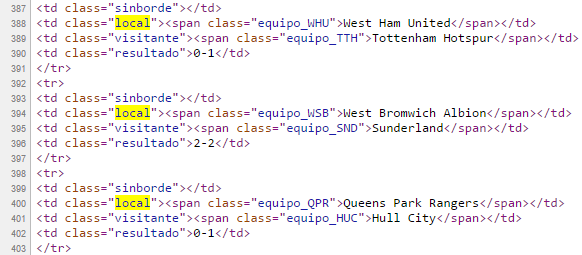 387 <td class="sinborde"></td>
388 <td class="local"><span class="equipo_WHU">West Ham United</span></td>
389 <td class="visitante"><span class="equipo_TTH">Tottenham Hotspur</span></td>
390 <td class="resultado">0-1</td>
391 </tr>
392 <tr>
393 <td class="sinborde"></td>
394 <td class="local"><span class="equipo_WSB">West Bromwich Albion</span></td>
395 <td class="visitante"><span class="equipo_SND">Sunderland</span></td>
396 <td class="resultado">2-2</td>
397 </tr>
398 <tr>
399 <td class="sinborde"></td>
400 <td class="local"><span class="equipo_QPR">Queens Park Rangers</span></td>
401 <td class="visitante"><span class="equipo_HUC">Hull City</span></td>
402 <td class="resultado">0-1</td>
403 </tr>